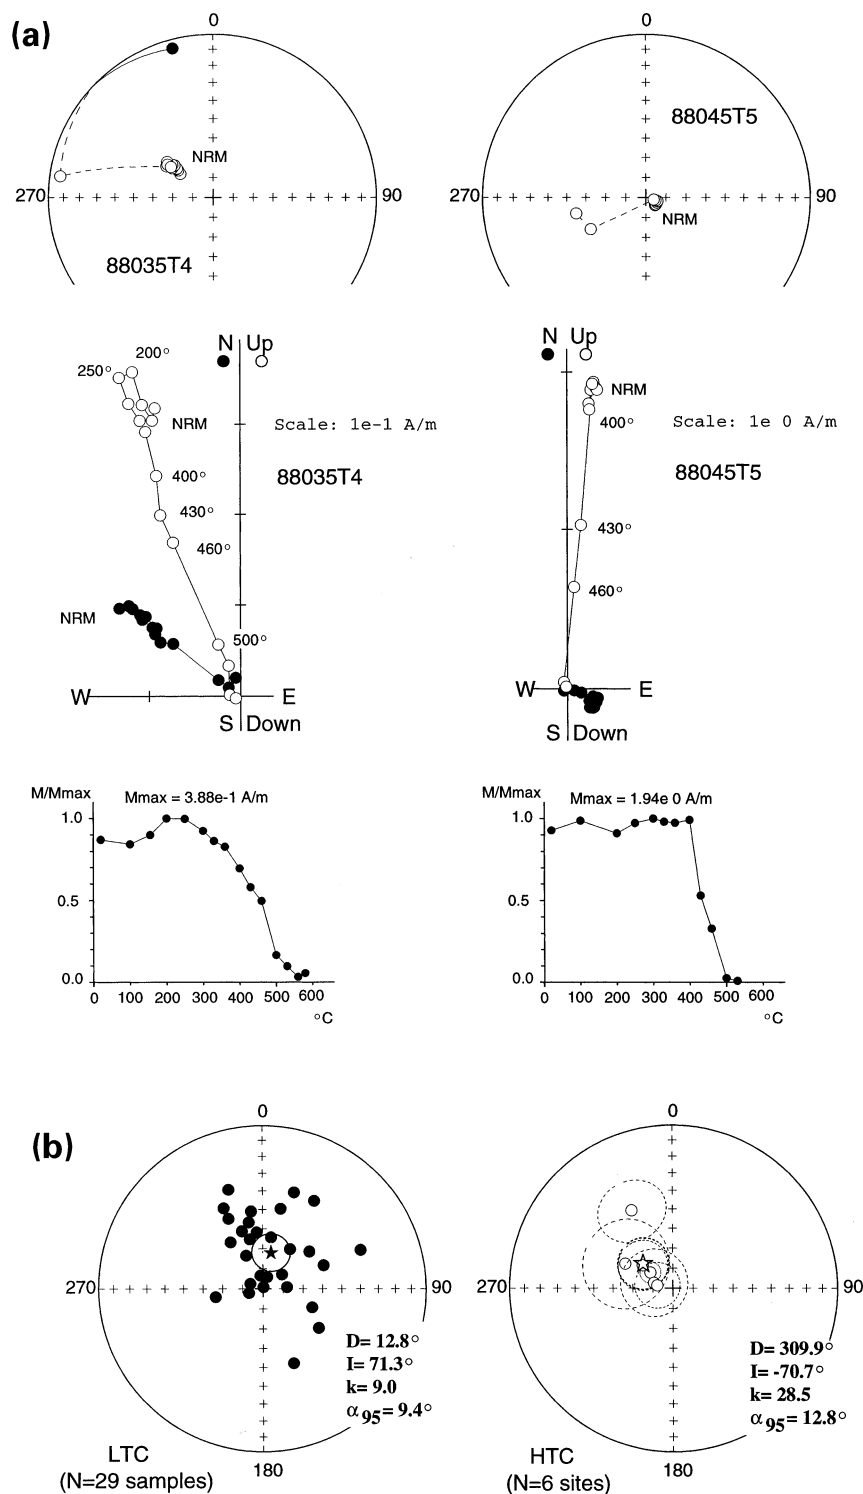 (a)
0
0
88045T5
NRM
270
90
270
90
NRM
88035T4
N Up
N Up
200°
250°
NRM
NRM
Scale: 1e-1 A/m
400°
Scale: 1e 0 A/m
400°
88035T4
88045T5
430°
430°
460°
460°
NRM
500°
W
E
W
E
S Down
S Down
M/Mmax
Mmax = 3.88e-1 A/m
M/Mmax
Mmax = 1.94e 0 A/m
1.0
1.0
0.5
0.5
0.0
0.0
0 100 200 300 400 500 600
0 100 200 300 400 500 600
°C
°C
(b)
0
0
270
90
270
90
D= 12.8°
I= 71.3°
k= 9.0
α95= 9.4°
D= 309.9°
I= -70.7°
k= 28.5
α95= 12.8°
LTC
(N=29 samples)
180
HTC
(N=6 sites)
180